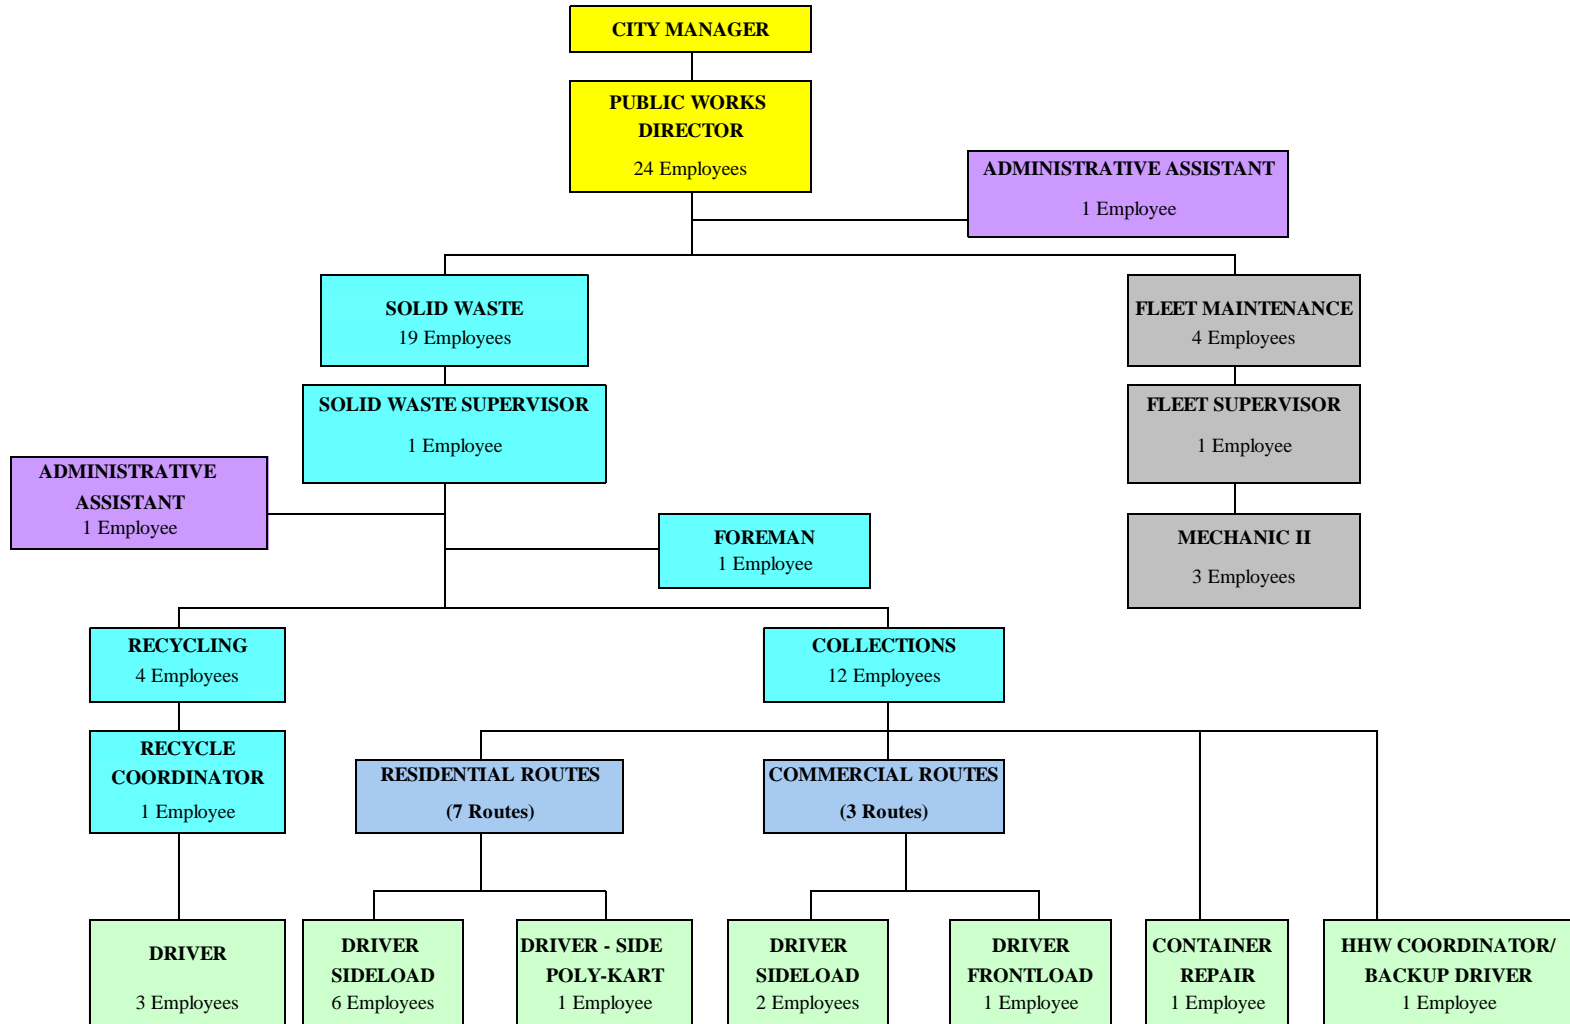 CITY MANAGER
PUBLIC WORKS
DIRECTOR
24 Employees
ADMINISTRATIVE ASSISTANT
1 Employee
SOLID WASTE
19 Employees
FLEET MAINTENANCE
4 Employees
SOLID WASTE SUPERVISOR
1 Employee
FLEET SUPERVISOR
1 Employee
ADMINISTRATIVE
ASSISTANT
1 Employee
FOREMAN
1 Employee
MECHANIC II
3 Employees
RECYCLING
4 Employees
COLLECTIONS
12 Employees
RECYCLE
COORDINATOR
1 Employee
RESIDENTIAL ROUTES
(7 Routes)
COMMERCIAL ROUTES
(3 Routes)
DRIVER
3 Employees
DRIVER
SIDELOAD
6 Employees
DRIVER - SIDE
POLY-KART
1 Employee
DRIVER
SIDELOAD
2 Employees
DRIVER
FRONTLOAD
1 Employee
CONTAINER
REPAIR
1 Employee
HHW COORDINATOR/
BACKUP DRIVER
1 Employee